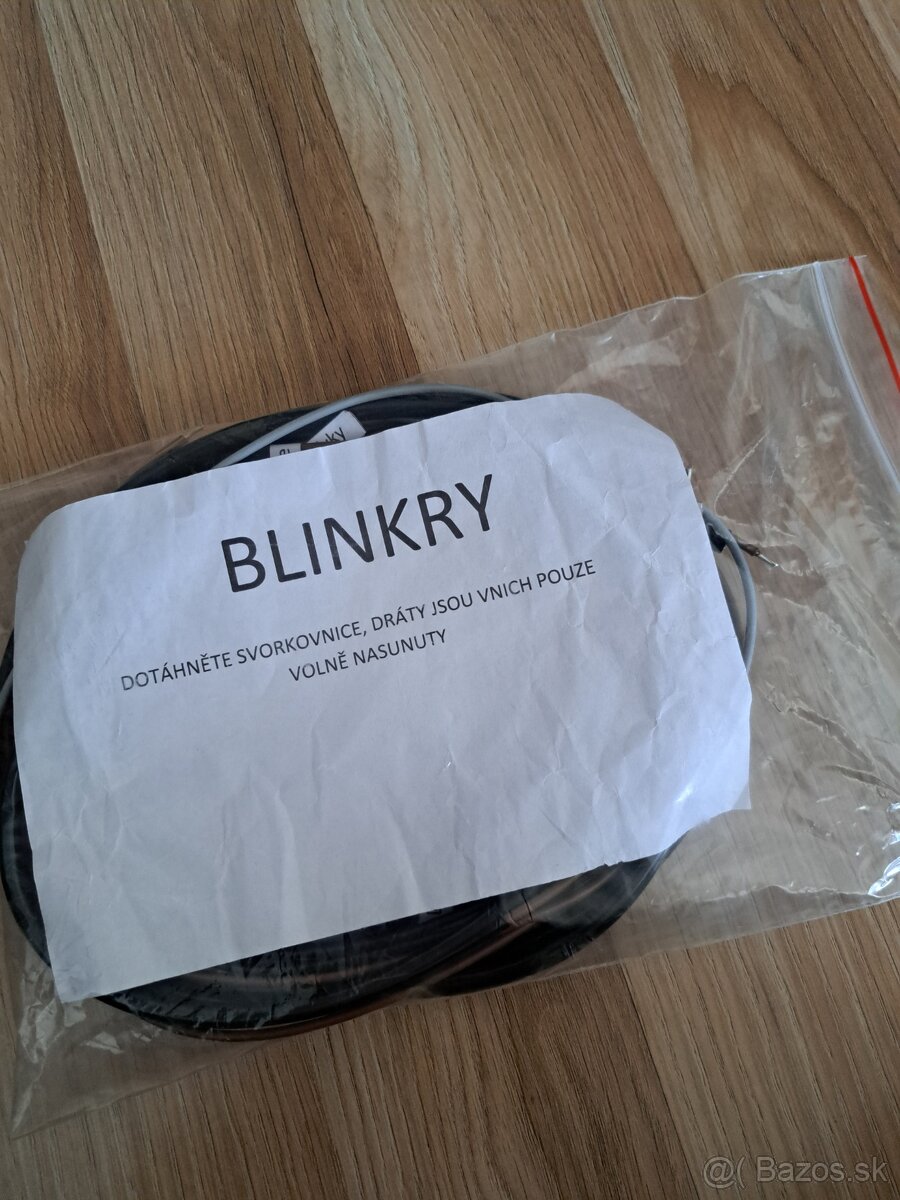 BLINKRY
DOTÁHNĚTE SVORKOVNICE, DRÁTY JSOU VNICH POUZE
VOLNĚ NASUNUTY
@( Bazos.sk